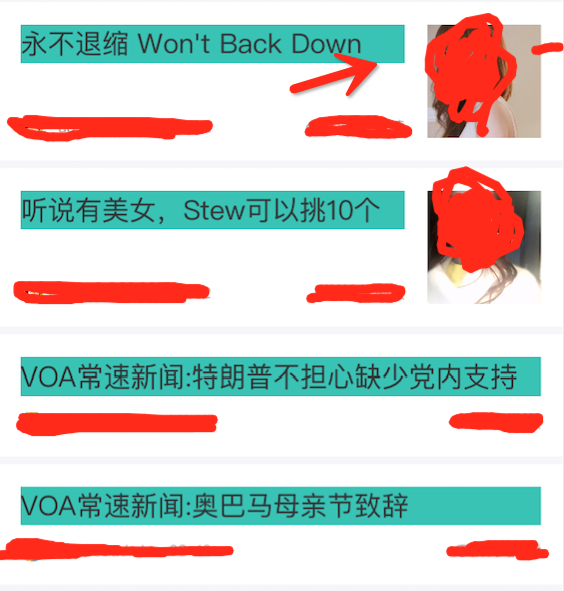 永不退缩 Won't Back Down
听说有美女，Stew可以挑10个
VOA常速新闻:特朗普不担心缺少党内支持
VOA常速新闻:奥巴马母亲节致辞